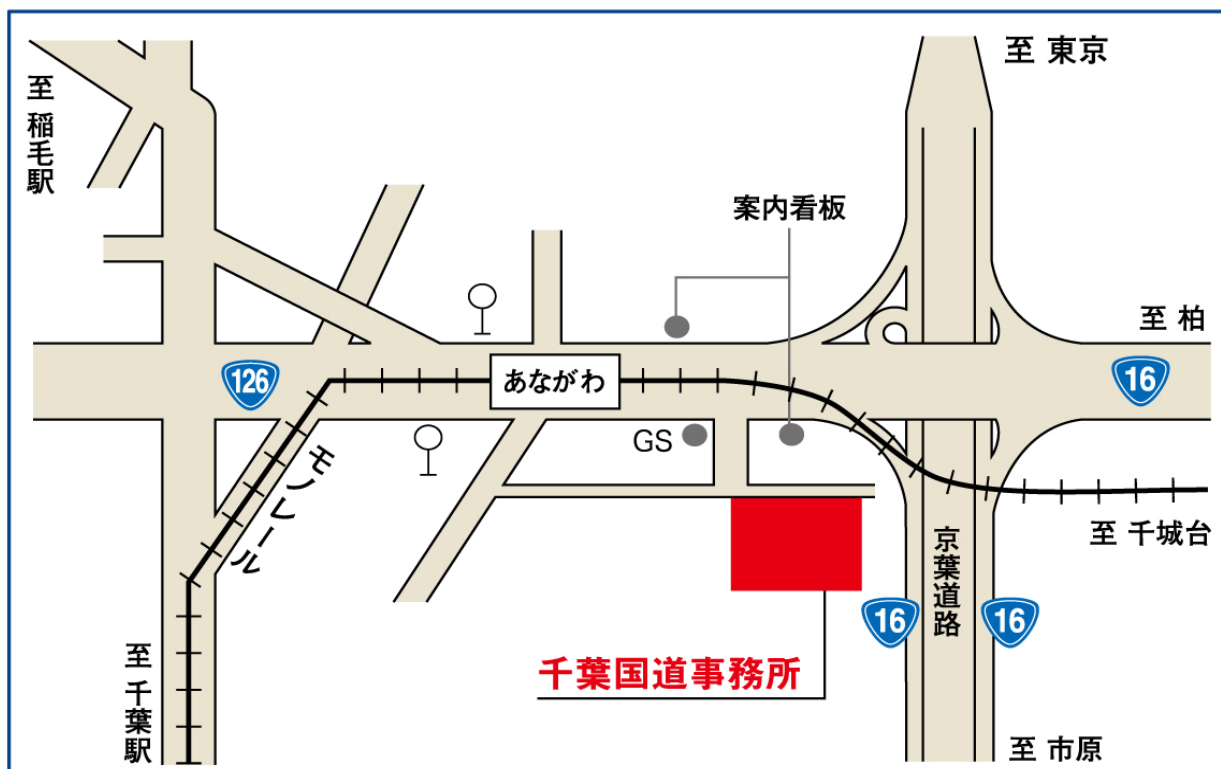 至 東京
至 稲毛駅
案内看板
至 柏
126
あながわ
16
GS
モノレール
至 千城台
京葉道路
16
16
千葉国道事務所
至 千葉駅
至 市原